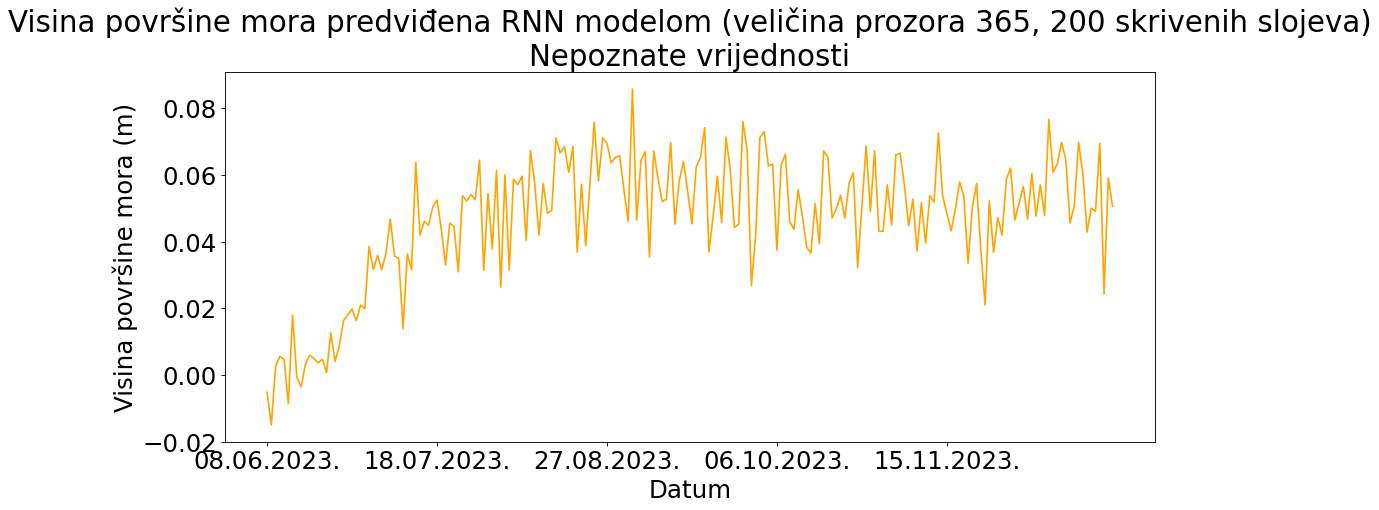 Visina površine mora predviđena RNN modelom (veličina prozora 365, 200 skrivenih slojeva)
Nepoznate vrijednosti
Visina površine mora (m)
0.08
0.06
0.04
0.02
0.00
−0.02
08.06.2023. 18.07.2023. 27.08.2023. 06.10.2023. 15.11.2023.
Datum